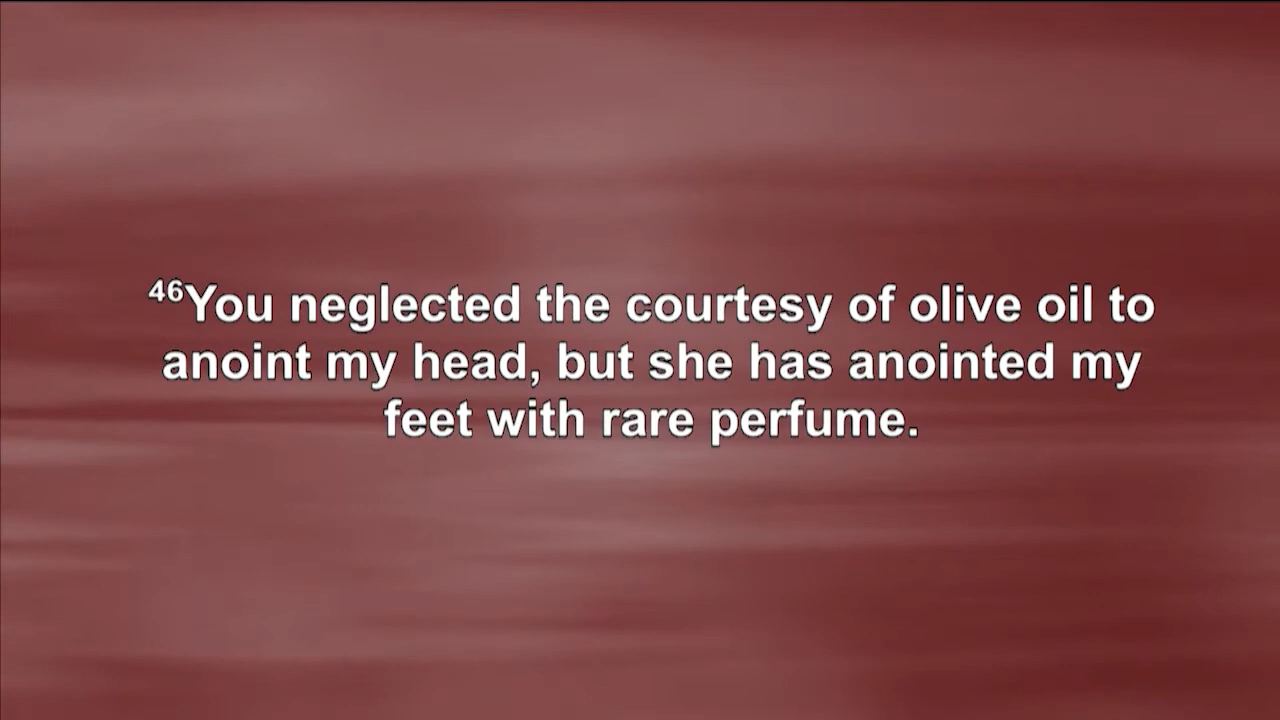 46You neglected the courtesy of olive oil to
anoint my head, but she has anointed my
feet with rare perfume.